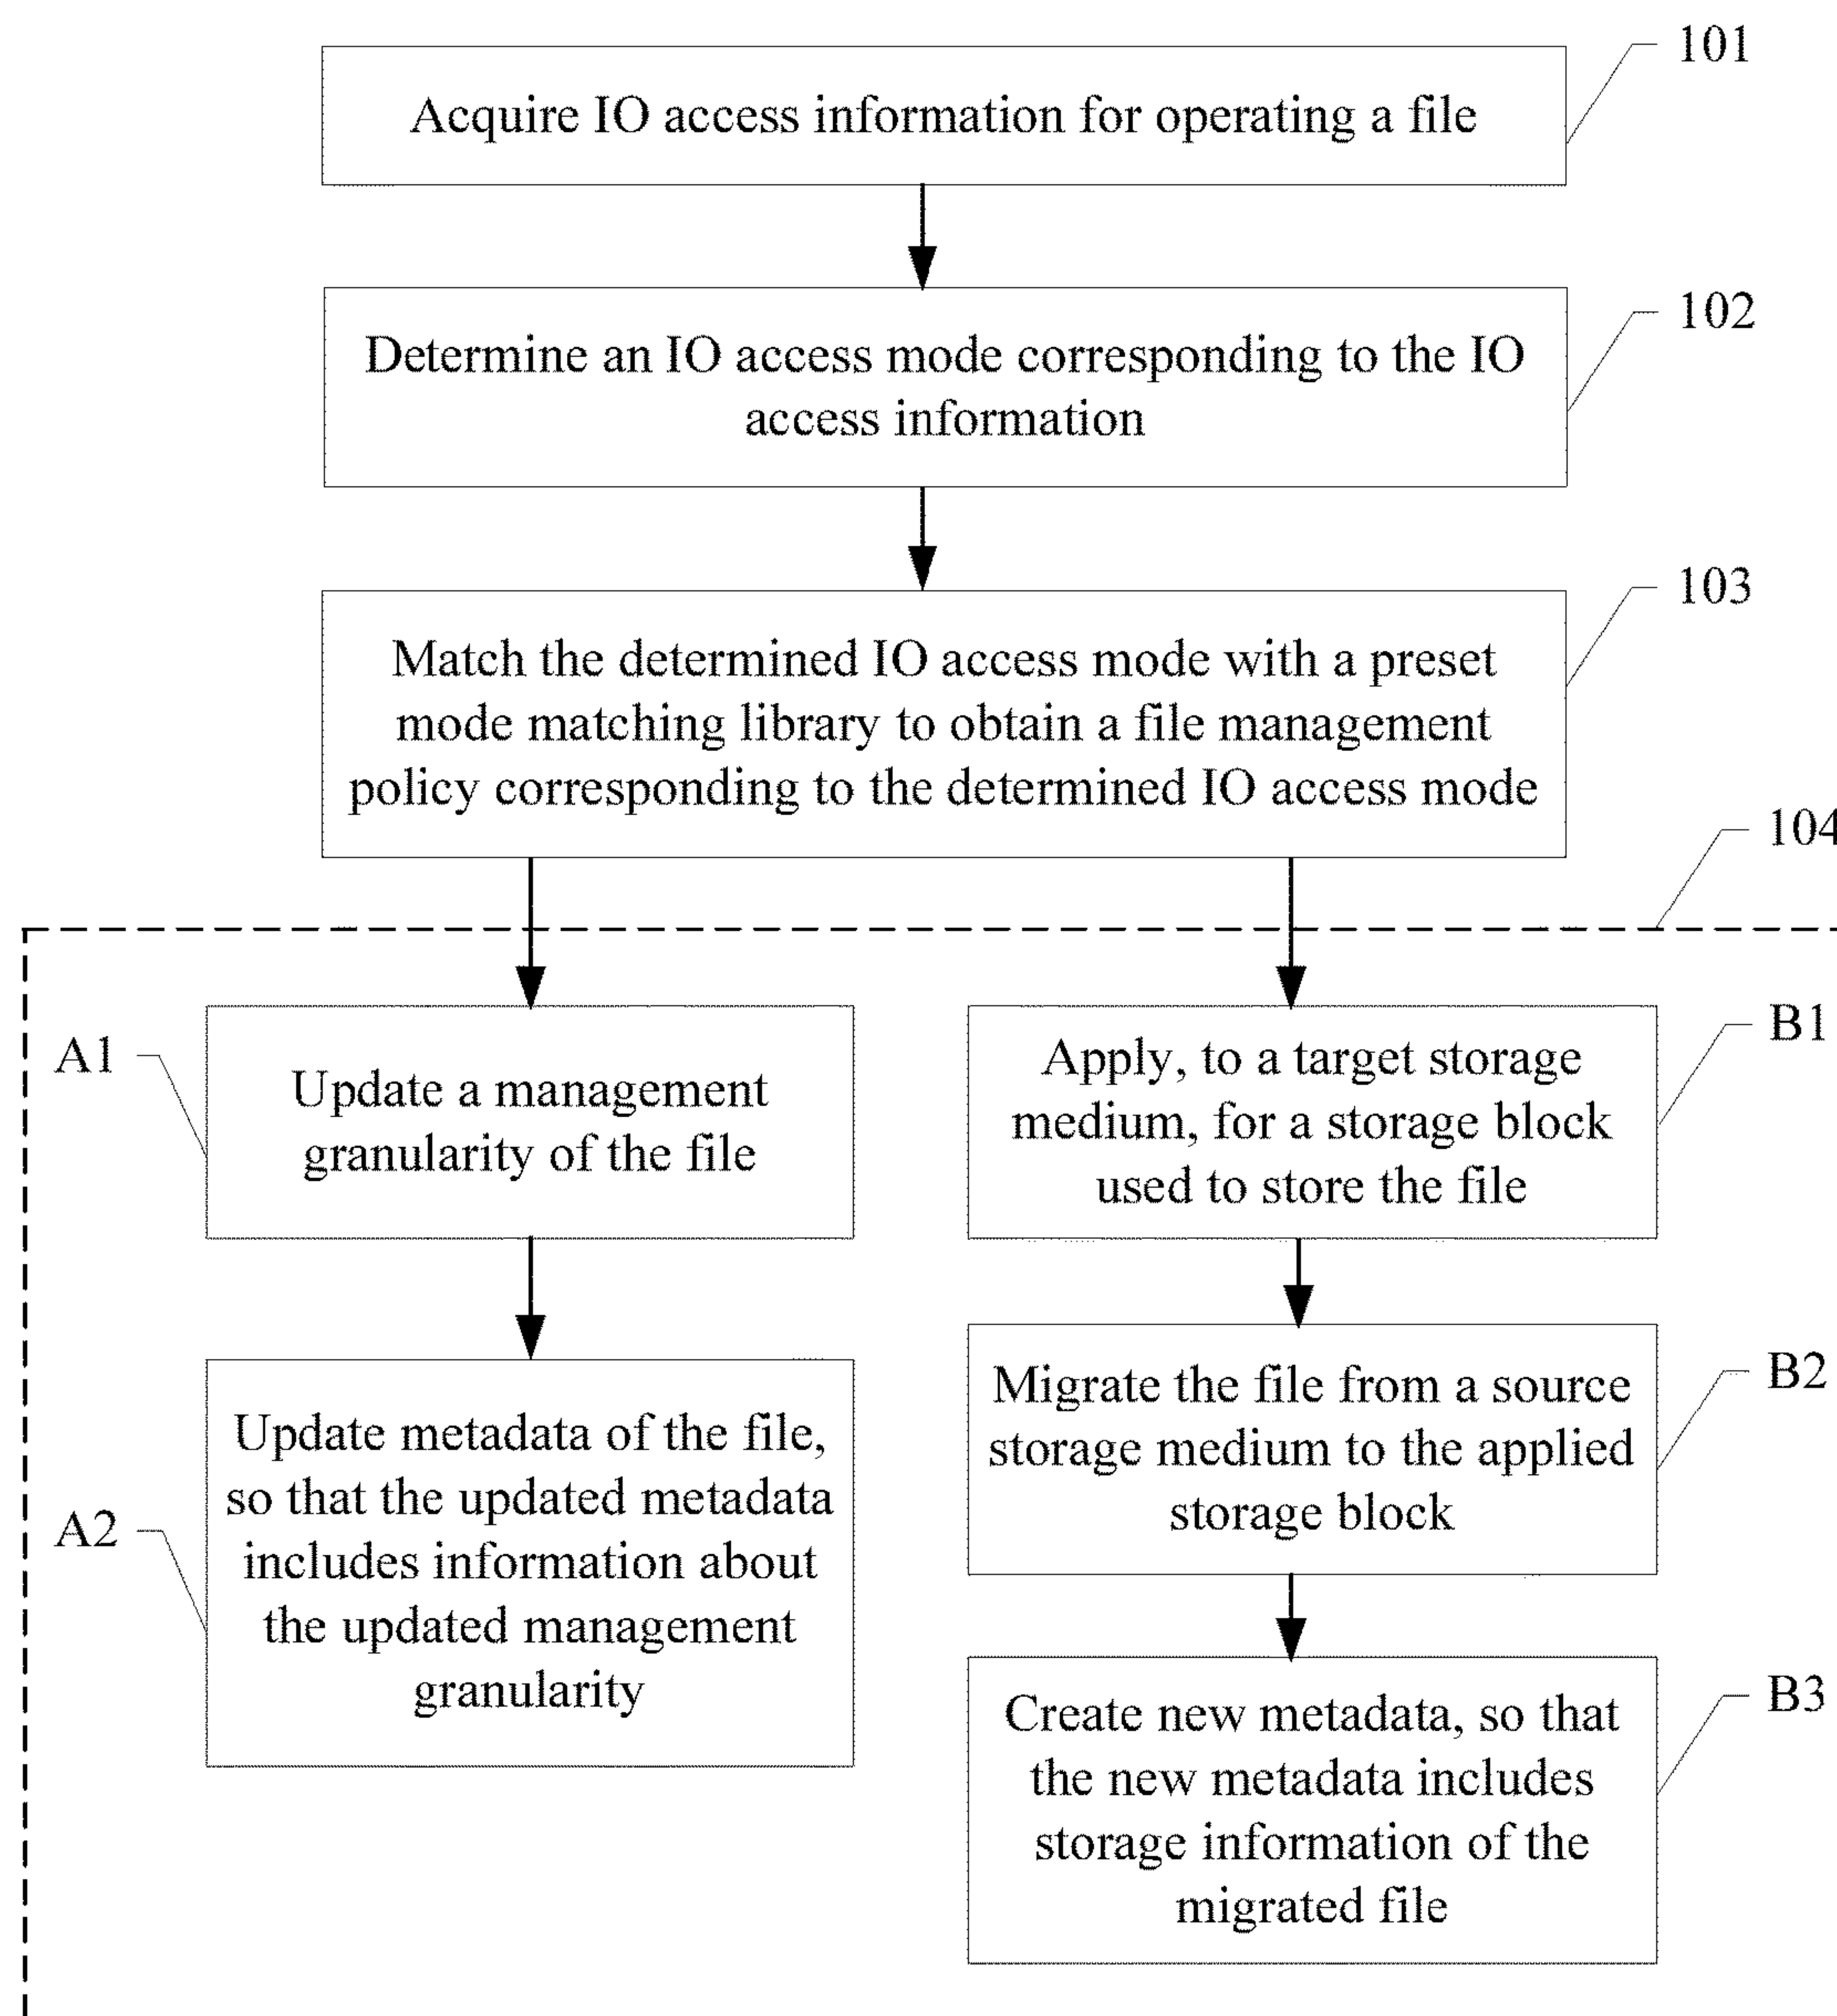 101
Acquire IO access information for operating a file
102
Determine an IO access mode corresponding to the IO
access information
103
Match the determined IO access mode with a preset
mode matching library to obtain a file management
policy corresponding to the determined IO access mode
104
A1
Update a management
granularity of the file
B1
Apply, to a target storage
medium, for a storage block
used to store the file
A2
Update metadata of the file,
so that the updated metadata
includes information about
the updated management
granularity
B2
Migrate the file from a source
storage medium to the applied
storage block
B3
Create new metadata, so that
the new metadata includes
storage information of the
migrated file